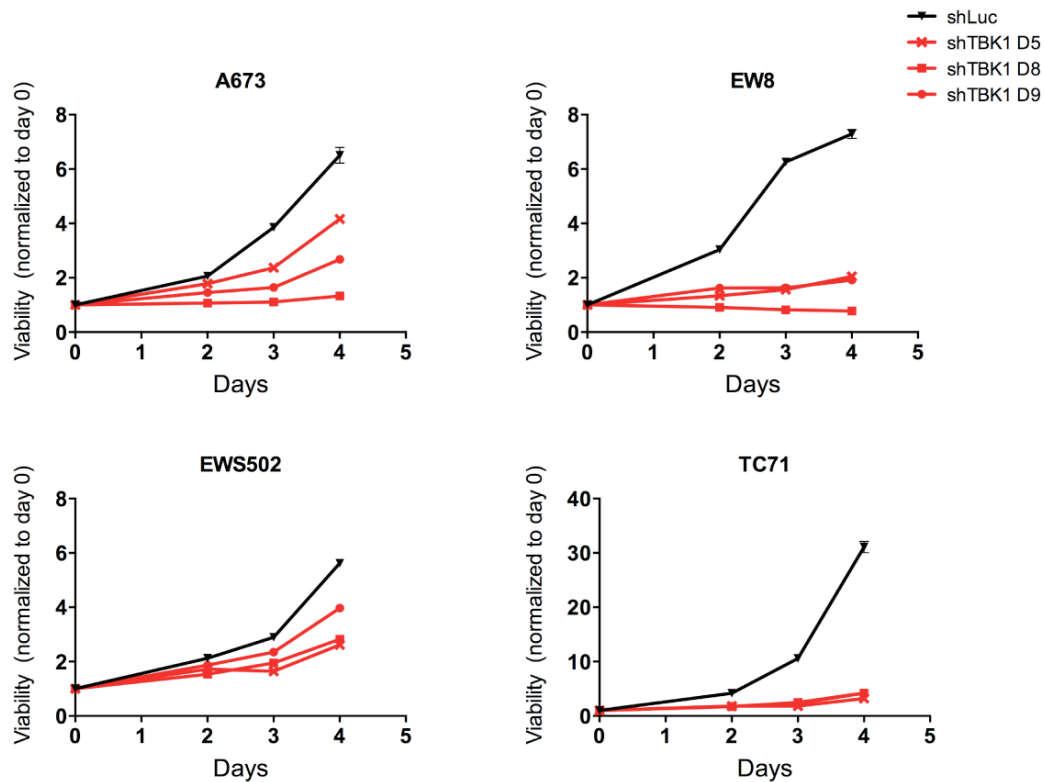 shLuc
shTBK1 D5
shTBK1 D8
shTBK1 D9
A673
Viability (normalized to day 0)
8
6
4
2
0
0 1 2 3 4 5
Days
EW8
Viability (normalized to day 0)
8
6
4
2
0
0 1 2 3 4 5
Days
EWS502
Viability (normalized to day 0)
8
6
4
2
0
0 1 2 3 4 5
Days
TC71
Viability (normalized to day 0)
40
30
20
10
0
0 1 2 3 4 5
Days